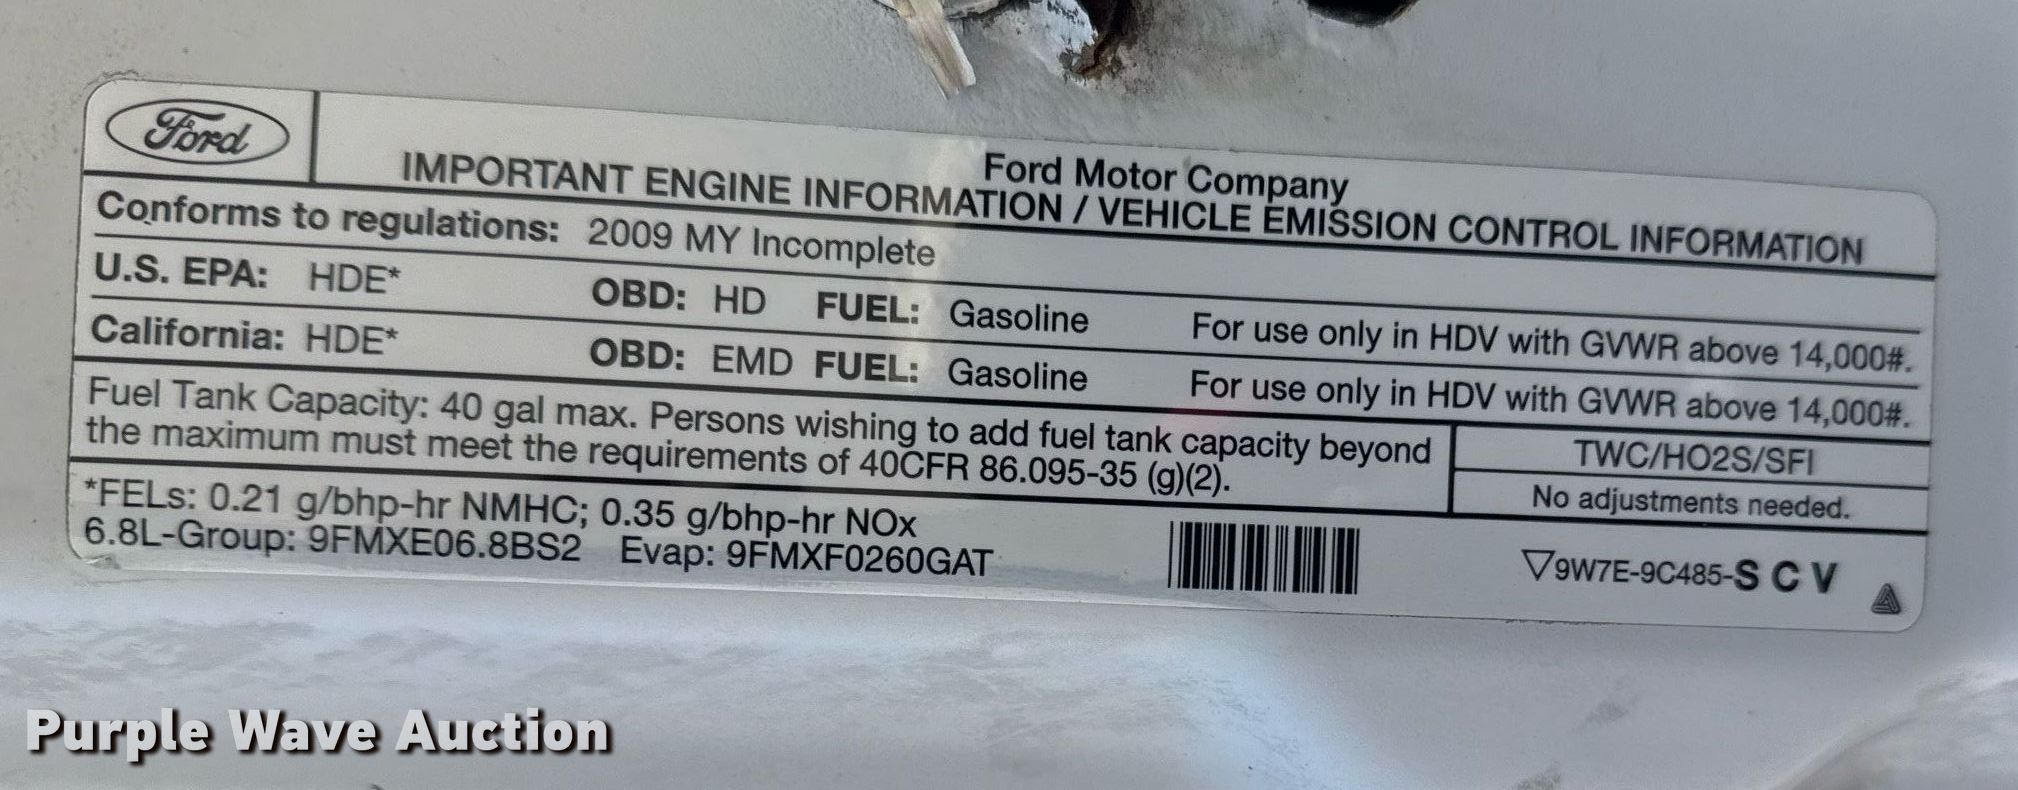 Ford
Ford Motor Company
IMPORTANT ENGINE INFORMATION / VEHICLE EMISSION CONTROL INFORMATION
Conforms to regulations: 2009 MY Incomplete
U.S. EPA: HDE* OBD: HD FUEL: Gasoline For use only in HDV with GVWR above 14,000#.
California: HDE* OBD: EMD FUEL: Gasoline For use only in HDV with GVWR above 14,000#.
Fuel Tank Capacity: 40 gal max. Persons wishing to add fuel tank capacity beyond
the maximum must meet the requirements of 40CFR 86.095-35 (g)(2).
TWC/HO2S/SFI
No adjustments needed.
*FELs: 0.21 g/bhp-hr NMHC; 0.35 g/bhp-hr NOx
6.8L-Group: 9FMXE06.8BS2 Evap: 9FMXF0260GAT
▽9W7E-9C485-S C V
Purple Wave Auction